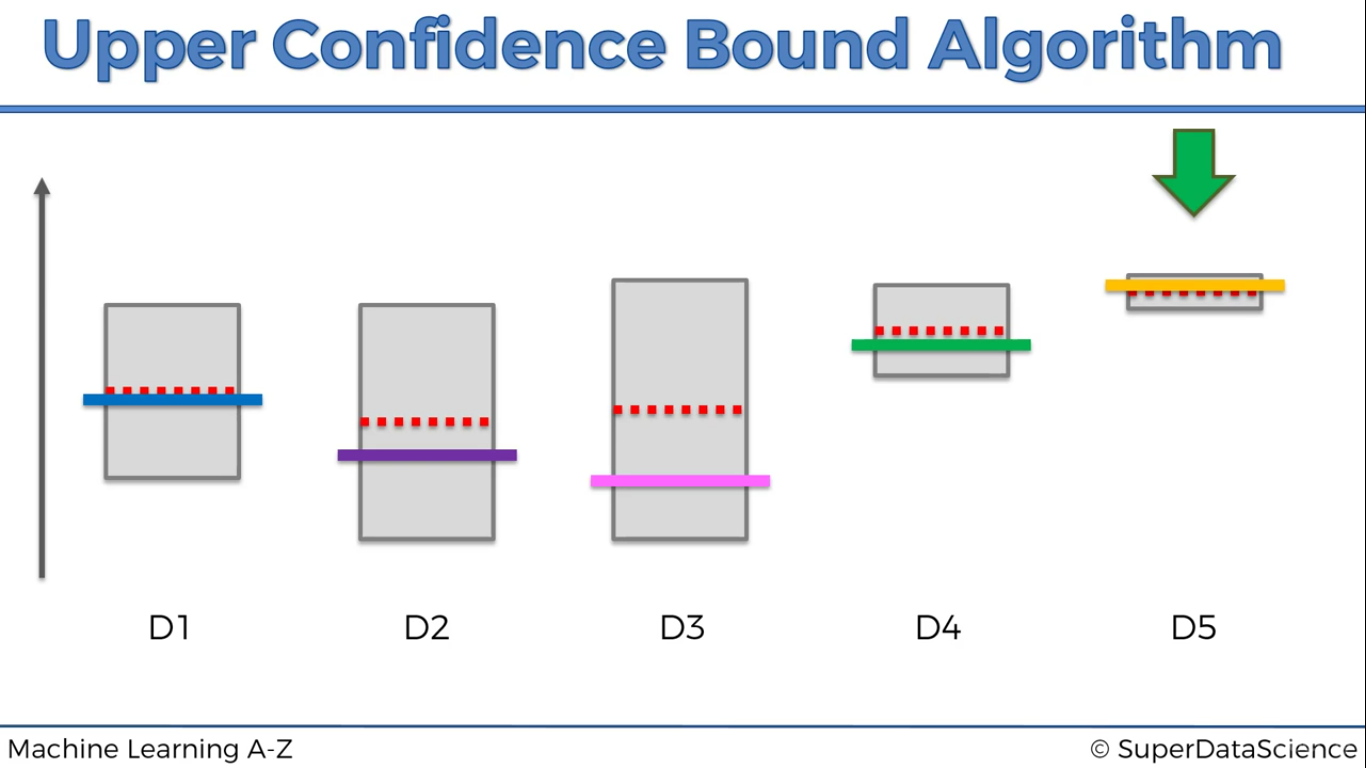 Upper Confidence Bound Algorithm
D1 D2 D3 D4 D5
Machine Learning A-Z © SuperDataScience